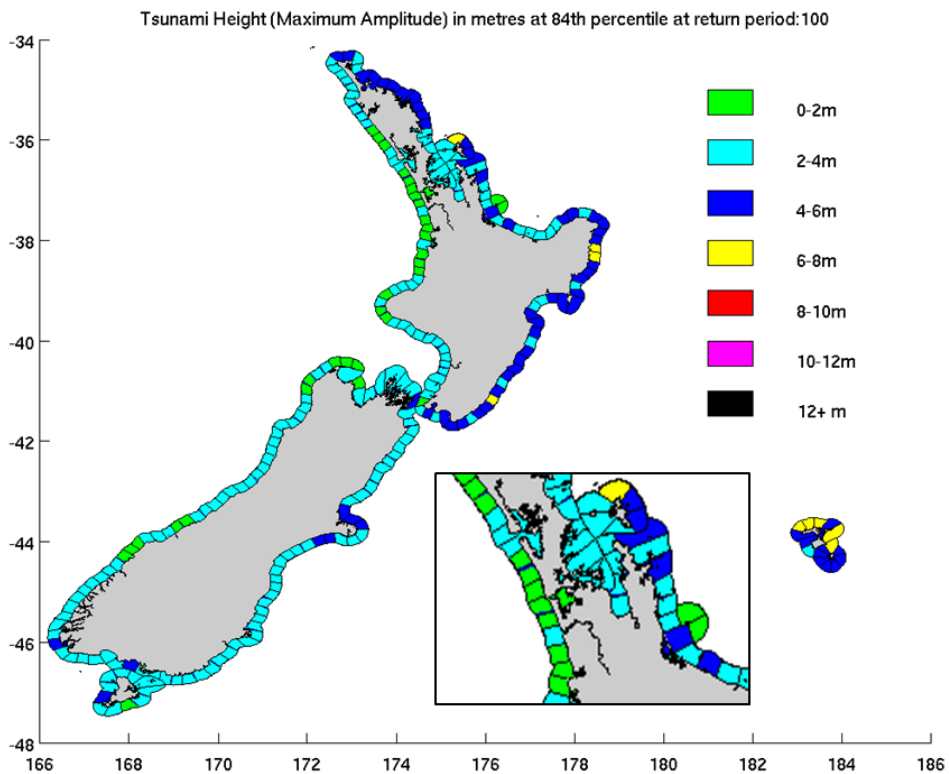 Tsunami Height (Maximum Amplitude) in metres at 84th percentile at return period:100
-34
-36
-38
-40
-42
-44
-46
-48
0-2m
2-4m
4-6m
6-8m
8-10m
10-12m
12+ m
166
168
170
172
174
176
178
180
182
184
186